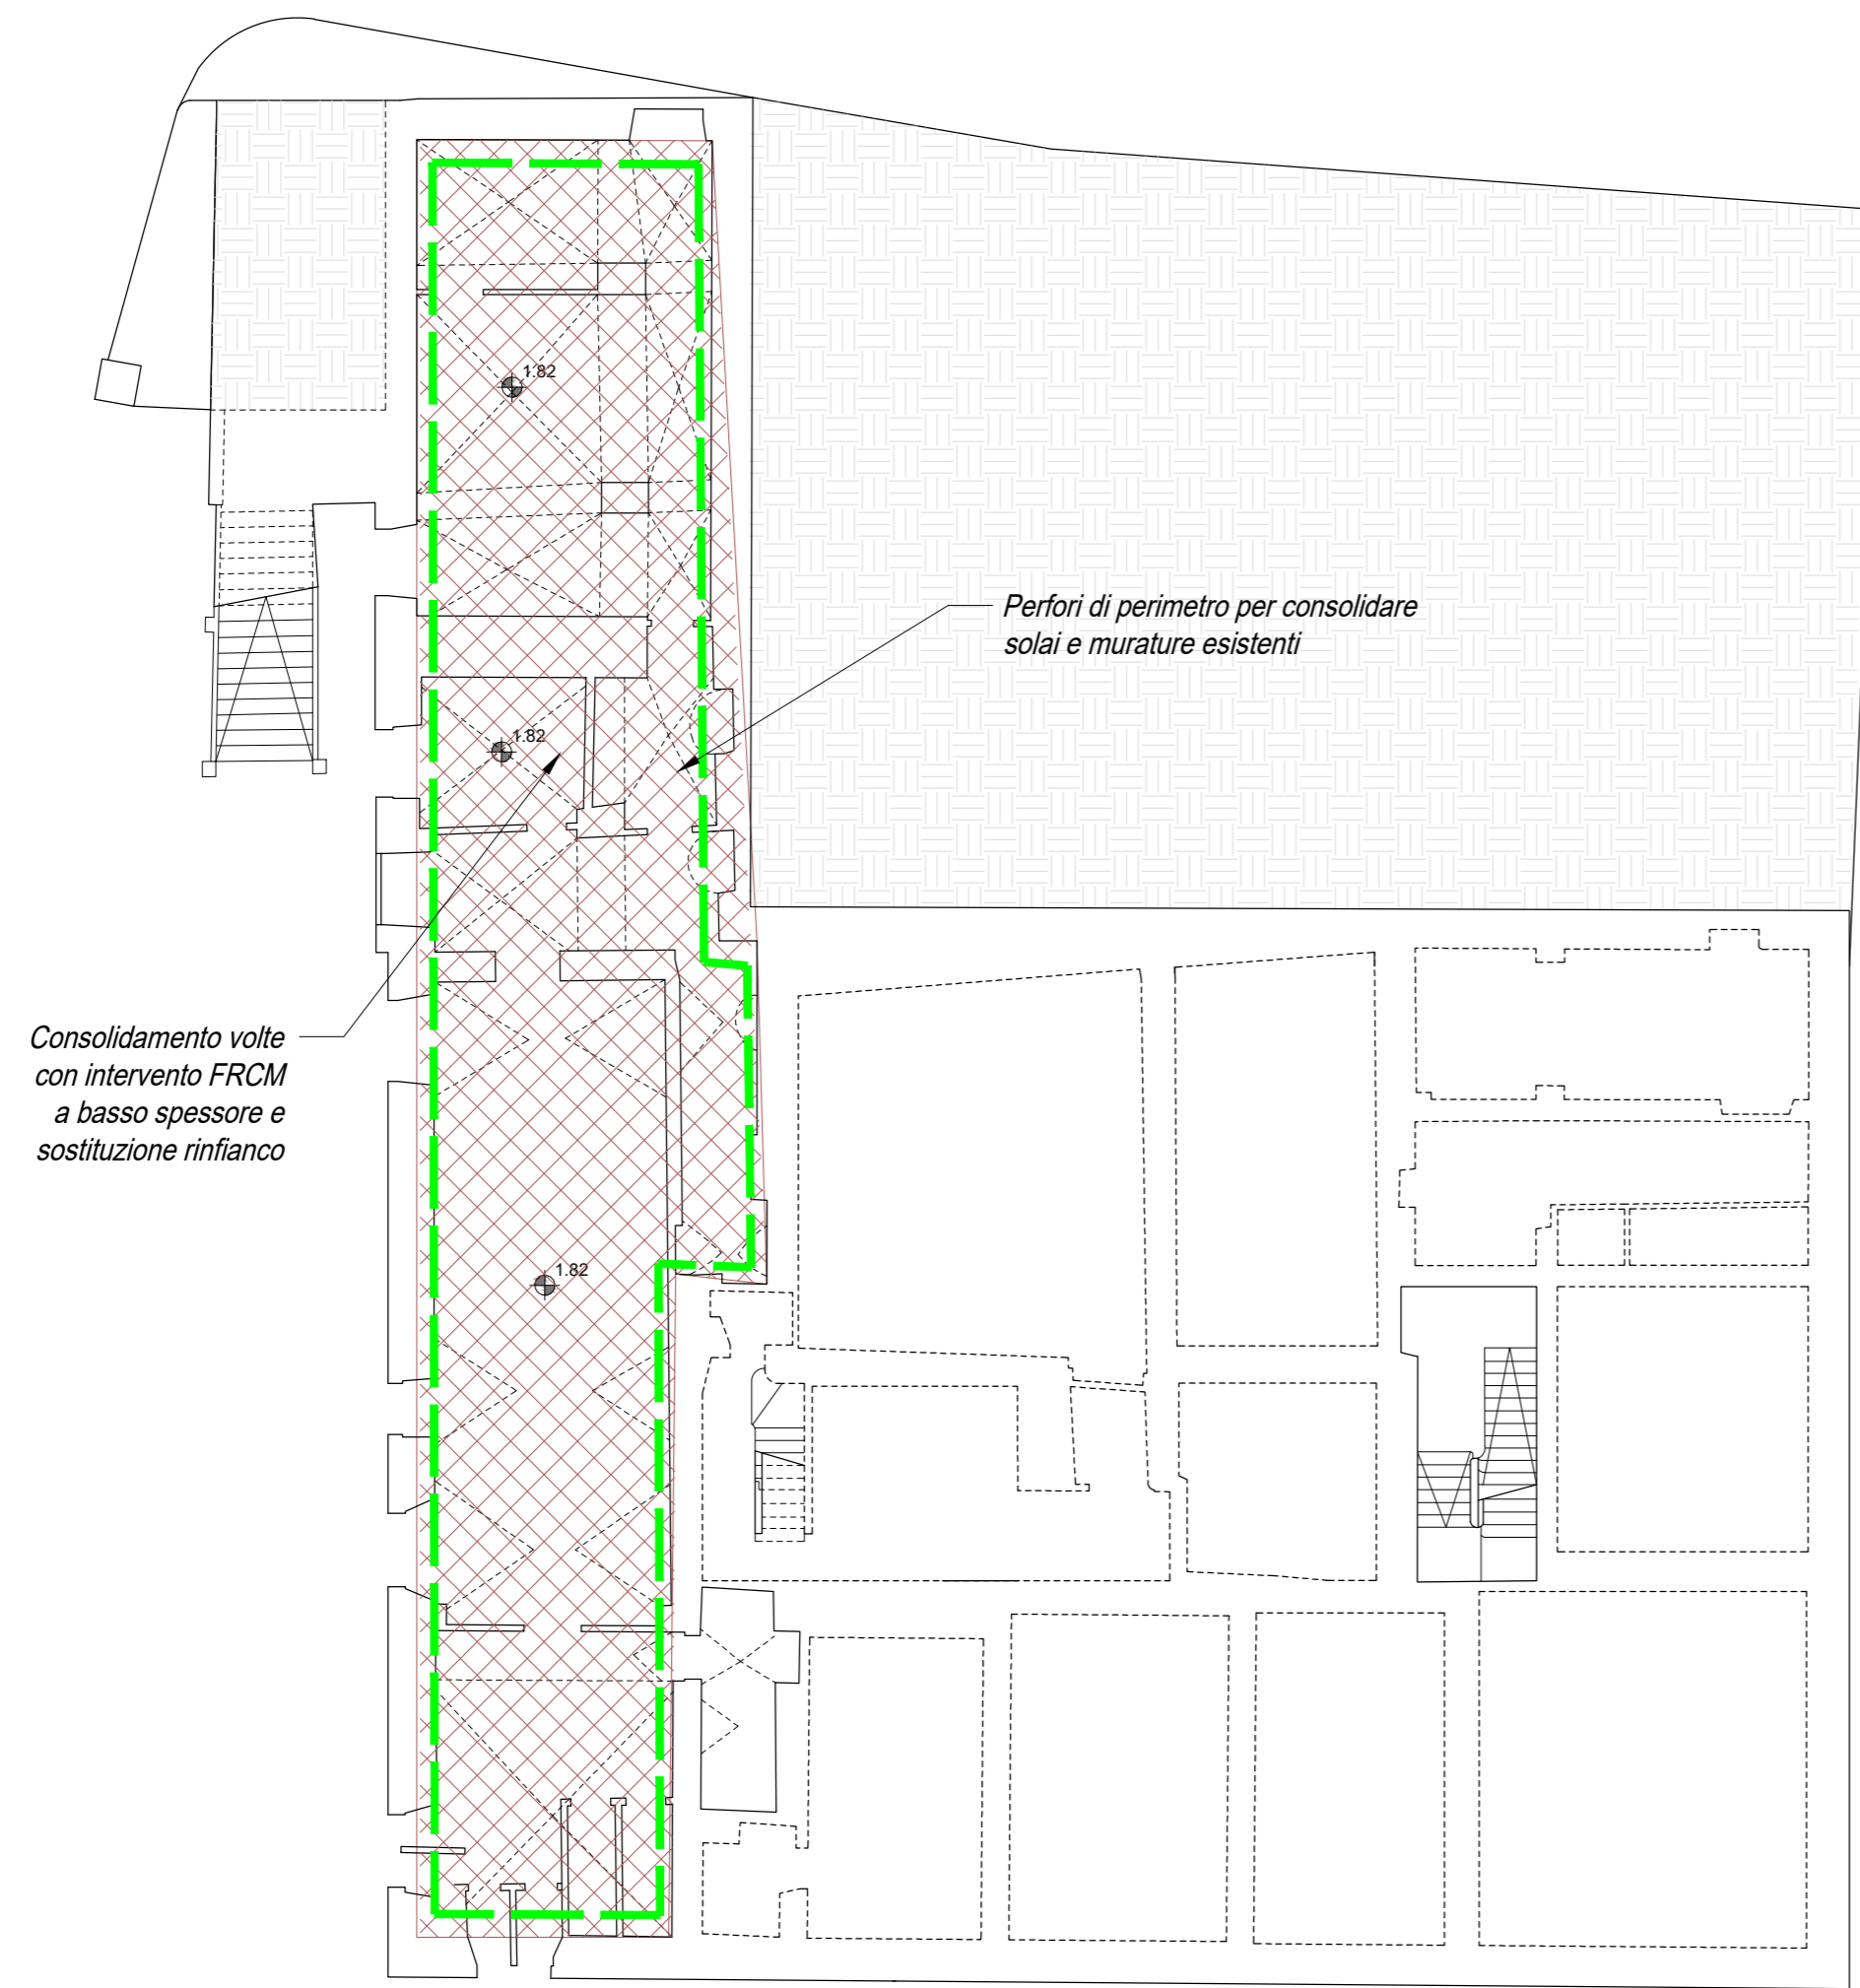 1.82
Perfori di perimetro per consolidare
solai e murature esistenti
1.82
Consolidamento volte
con intervento FRCM
a basso spessore e
sostituzione rinfianco
1.82